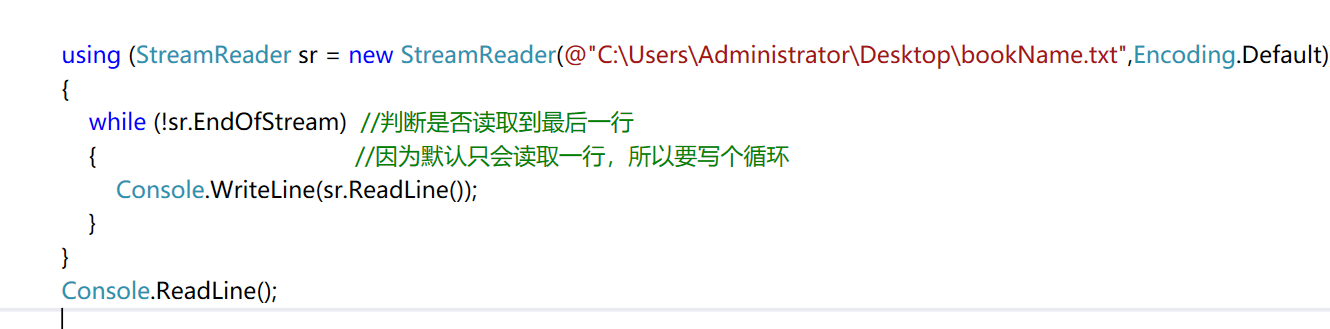 using (StreamReader sr = new StreamReader(@"C:\Users\Administrator\Desktop\bookName.txt",Encoding.Default)
{
while (!sr.EndOfStream) //判断是否读取到最后一行
{ //因为默认只会读取一行，所以要写个循环
Console.WriteLine(sr.ReadLine());
}
}
Console.ReadLine();